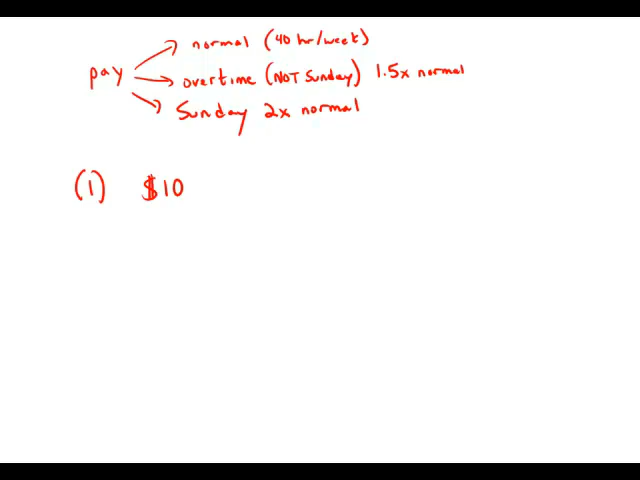 normal (40 hr/week)
pay overtime (NOT Sunday) 1.5x normal
Sunday 2x normal
(1) $10